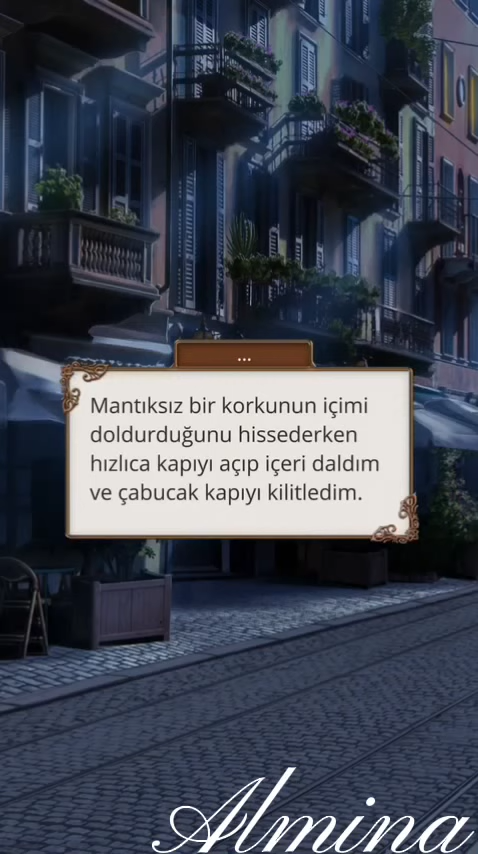 ...
Mantıksız bir korkunun içimi
doldurduğunu hissederken
hızlıca kapıyı açıp içeri daldım
ve çabucak kapıyı kilitledim.
Almina